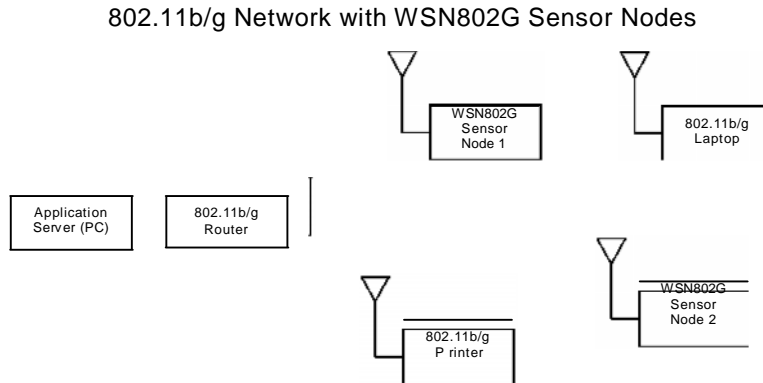 802.11b/g Network with WSN802G Sensor Nodes
WSN802G
Sensor
Node 1
802.11b/g
Laptop
Application
Server (PC)
802.11b/g
Router
WSN802G
Sensor
Node 2
802.11b/g
P rinter